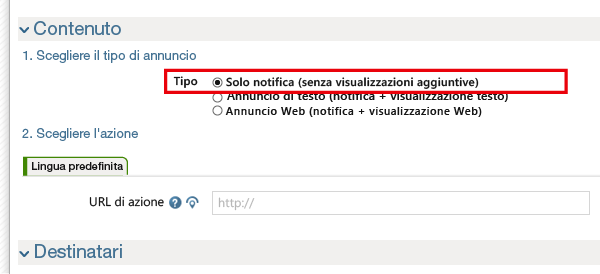 Contenuto
1. Scegliere il tipo di annuncio
Tipo Solo notifica (senza visualizzazioni aggiuntive)
Annuncio di testo (notifica + visualizzazione testo)
Annuncio Web (notifica + visualizzazione Web)
2. Scegliere l'azione
Lingua predefinita
URL di azione ? http://
Destinatari